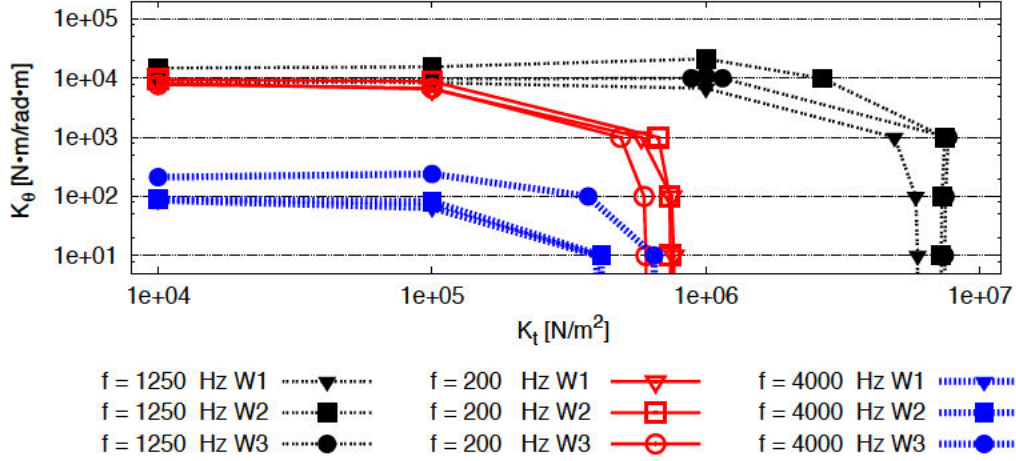 1e+05
1e+04
1e+03
1e+02
1e+01
Kθ [N•m/rad•m]
1e+04 1e+05 1e+06 1e+07
Kt [N/m²]
f = 1250 Hz W1 f = 200 Hz W1 f = 4000 Hz W1
f = 1250 Hz W2 f = 200 Hz W2 f = 4000 Hz W2
f = 1250 Hz W3 f = 200 Hz W3 f = 4000 Hz W3